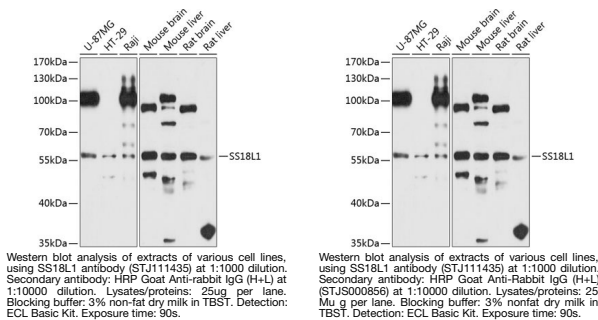 U-87MG
HT-29
Raji
Mouse brain
Mouse liver
Rat brain
Rat liver
170kDa
130kDa
100kDa
70kDa
55kDa
40kDa
35kDa
SS18L1
Western blot analysis of extracts of various cell lines,
using SS18L1 antibody (STJ111435) at 1:1000 dilution.
Secondary antibody: HRP Goat Anti-rabbit IgG (H+L) at
1:10000 dilution. Lysates/proteins: 25ug per lane.
Blocking buffer: 3% non-fat dry milk in TBST. Detection:
ECL Basic Kit. Exposure time: 90s.
U-87MG
HT-29
Raji
Mouse brain
Mouse liver
Rat brain
Rat liver
170kDa
130kDa
100kDa
70kDa
55kDa
40kDa
35kDa
SS18L1
Western blot analysis of extracts of various cell lines,
using SS18L1 antibody (STJ111435) at 1:1000 dilution.
Secondary antibody: HRP Goat Anti-Rabbit IgG (H+L)
(STJS000856) at 1:10000 dilution. Lysates/proteins: 25
Mu g per lane. Blocking buffer: 3% nonfat dry milk in
TBST. Detection: ECL Basic Kit. Exposure time: 90s.